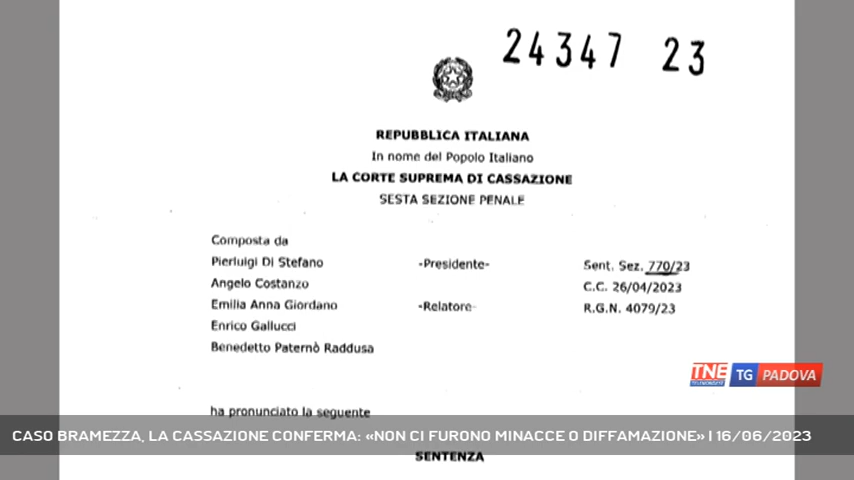 24347 23
REPUBBLICA ITALIANA
In nome del Popolo Italiano
LA CORTE SUPREMA DI CASSAZIONE
SESTA SEZIONE PENALE
Composta da
Pierluigi Di Stefano -Presidente- Sent. Sez. 770/23
Angelo Costanzo C.C. 26/04/2023
Emilia Anna Giordano -Relatore- R.G.N. 4079/23
Enrico Gallucci
Benedetto Paternò Raddusa
TNE TG PADOVA
TELENORDEST
ha pronunciato la seguente
CASO BRAMEZZA, LA CASSAZIONE CONFERMA: «NON CI FURONO MINACCE O DIFFAMAZIONE» | 16/06/2023
SENTENZA